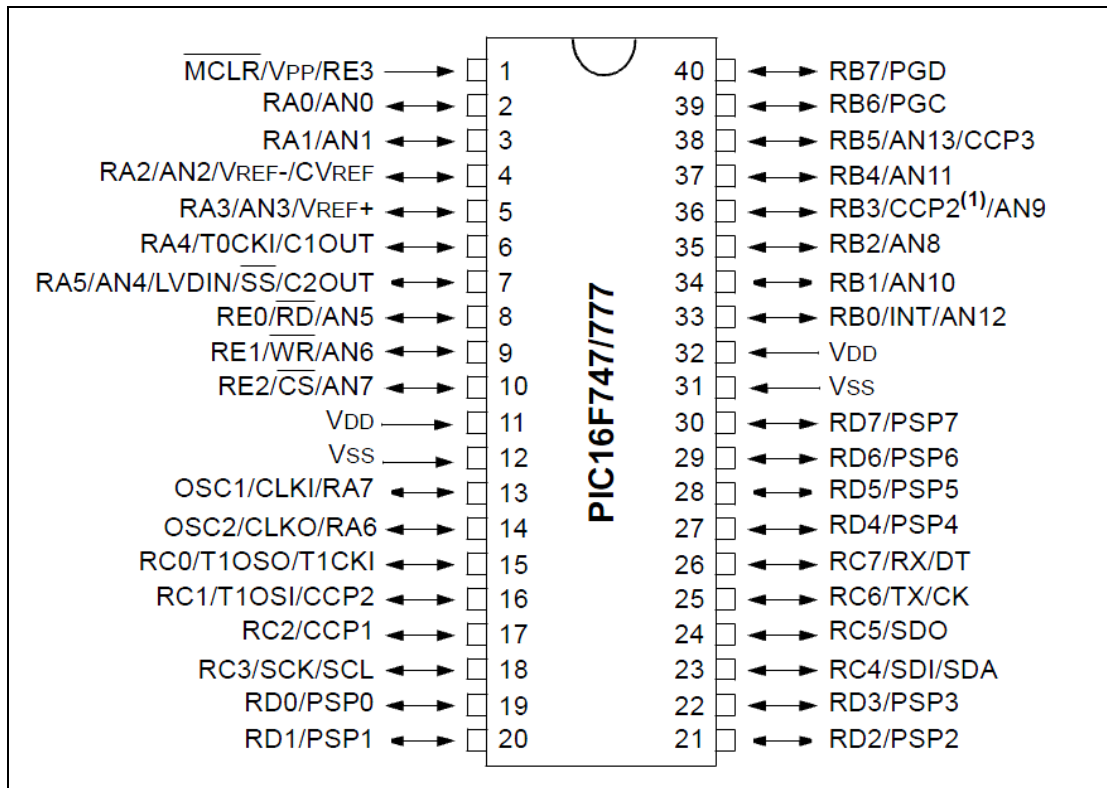 MCLR/VPP/RE3 1 40 RB7/PGD
RA0/AN0 2 39 RB6/PGC
RA1/AN1 3 38 RB5/AN13/CCP3
RA2/AN2/VREF-/CVREF 4 37 RB4/AN11
RA3/AN3/VREF+ 5 36 RB3/CCP2(1)/AN9
RA4/T0CKI/C1OUT 6 35 RB2/AN8
RA5/AN4/LVDIN/SS/C2OUT 7 34 RB1/AN10
RE0/RD/AN5 8 33 RB0/INT/AN12
RE1/WR/AN6 9 32 VDD
RE2/CS/AN7 10 31 VSS
VDD 11 30 RD7/PSP7
VSS 12 29 RD6/PSP6
OSC1/CLKI/RA7 13 28 RD5/PSP5
OSC2/CLKO/RA6 14 27 RD4/PSP4
RC0/T1OSO/T1CKI 15 26 RC7/RX/DT
RC1/T1OSI/CCP2 16 25 RC6/TX/CK
RC2/CCP1 17 24 RC5/SDO
RC3/SCK/SCL 18 23 RC4/SDI/SDA
RD0/PSP0 19 22 RD3/PSP3
RD1/PSP1 20 21 RD2/PSP2
PIC16F747/777